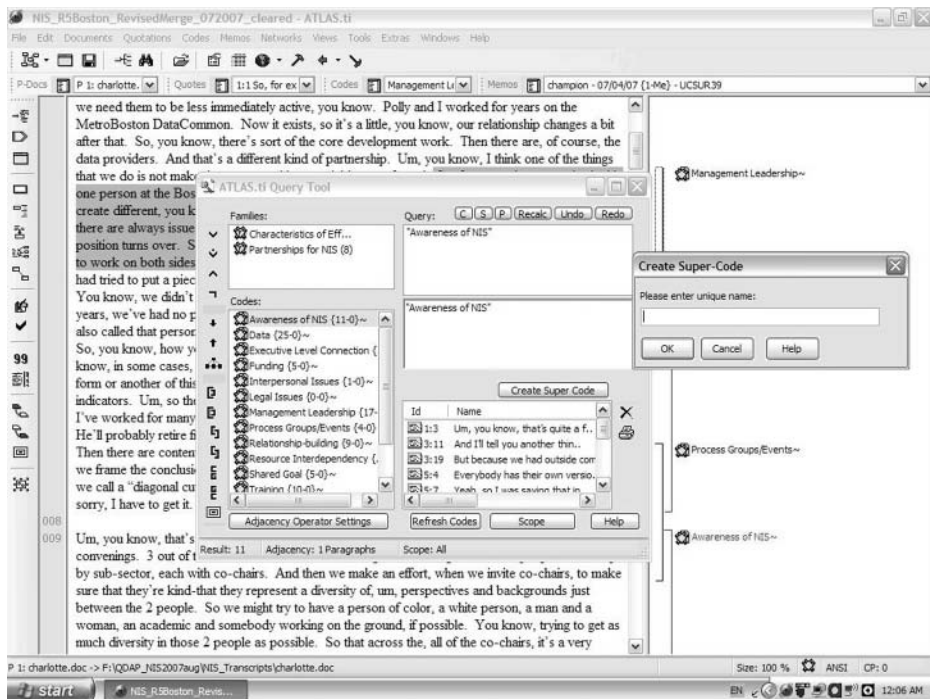 NIS_R5Boston_RevisedMerge_072007_cleared - ATLAS.ti
File Edit Documents Quotations Codes Memos Networks Views Tools Extras Windows Help
P-Docs P 1: charlotte. Quotes 1:1 So, for ex Codes Management Le Memos champion - 07/04/07 {1-Me} - UCSUR39
we need them to be less immediately active, you know. Polly and I worked for years on the
MetroBoston DataCommon. Now it exists, so it's a little, you know, our relationship changes a bit
after that. So, you know, there's sort of the core development work. Then there are, of course, the
data providers. And that's a different kind of partnership. Um, you know, I think one of the things
that we do is not make
one person at the Bos
create different, you k
there are always issue
position turns over. S
to work on both sides
had tried to put a piec
You know, we didn't
years, we've had no p
also called that person
So, you know, how yo
know, in some cases,
form or another of this
indicators. Um, so the
I've worked for many
He'll probably retire fi
Then there are conten
we frame the conclusi
we call a "diagonal cu
sorry, I have to get it.
008
009
Um, you know, that's
convenings. 3 out of t
by sub-sector, each with co-chairs. And then we make an effort, when we invite co-chairs, to make
sure that they're kind-that they represent a diversity of, um, perspectives and backgrounds just
between the 2 people. So we might try to have a person of color, a white person, a man and a
woman, an academic and somebody working on the ground, if possible. You know, trying to get as
much diversity in those 2 people as possible. So that across the, all of the co-chairs, it's a very
ATLAS.ti Query Tool
Families:
Characteristics of Eff...
Partnerships for NIS (8)
Codes:
Awareness of NIS {11-0}~
Data {25-0}~
Executive Level Connection {
Funding {5-0}~
Interpersonal Issues {1-0}~
Legal Issues {0-0}~
Management Leadership {17-
Process Groups/Events {4-0}
Relationship-building {9-0}~
Resource Interdependency {.
Shared Goal {5-0}~
Training {10-0}~
Adjacency Operator Settings
Query: C S P Recalc Undo Redo
"Awareness of NIS"
"Awareness of NIS"
Create Super Code
Id Name
1:3 Um, you know, that's quite a f..
3:11 And I'll tell you another thin..
3:19 But because we had outside com
5:4 Everybody has their own versio..
5:7 Yeah, so I was saying that in
Refresh Codes Scope Help
Result: 11 Adjacency: 1 Paragraphs Scope: All
Create Super-Code
Please enter unique name:
OK Cancel Help
Management Leadership~
Process Groups/Events~
Awareness of NIS~
99
P 1: charlotte.doc -> F:\QDAP_NIS2007aug\NIS_Transcripts\charlotte.doc Size: 100 % ANSI CP: 0
start NIS_R5Boston_Revis... EN 12:06 AM